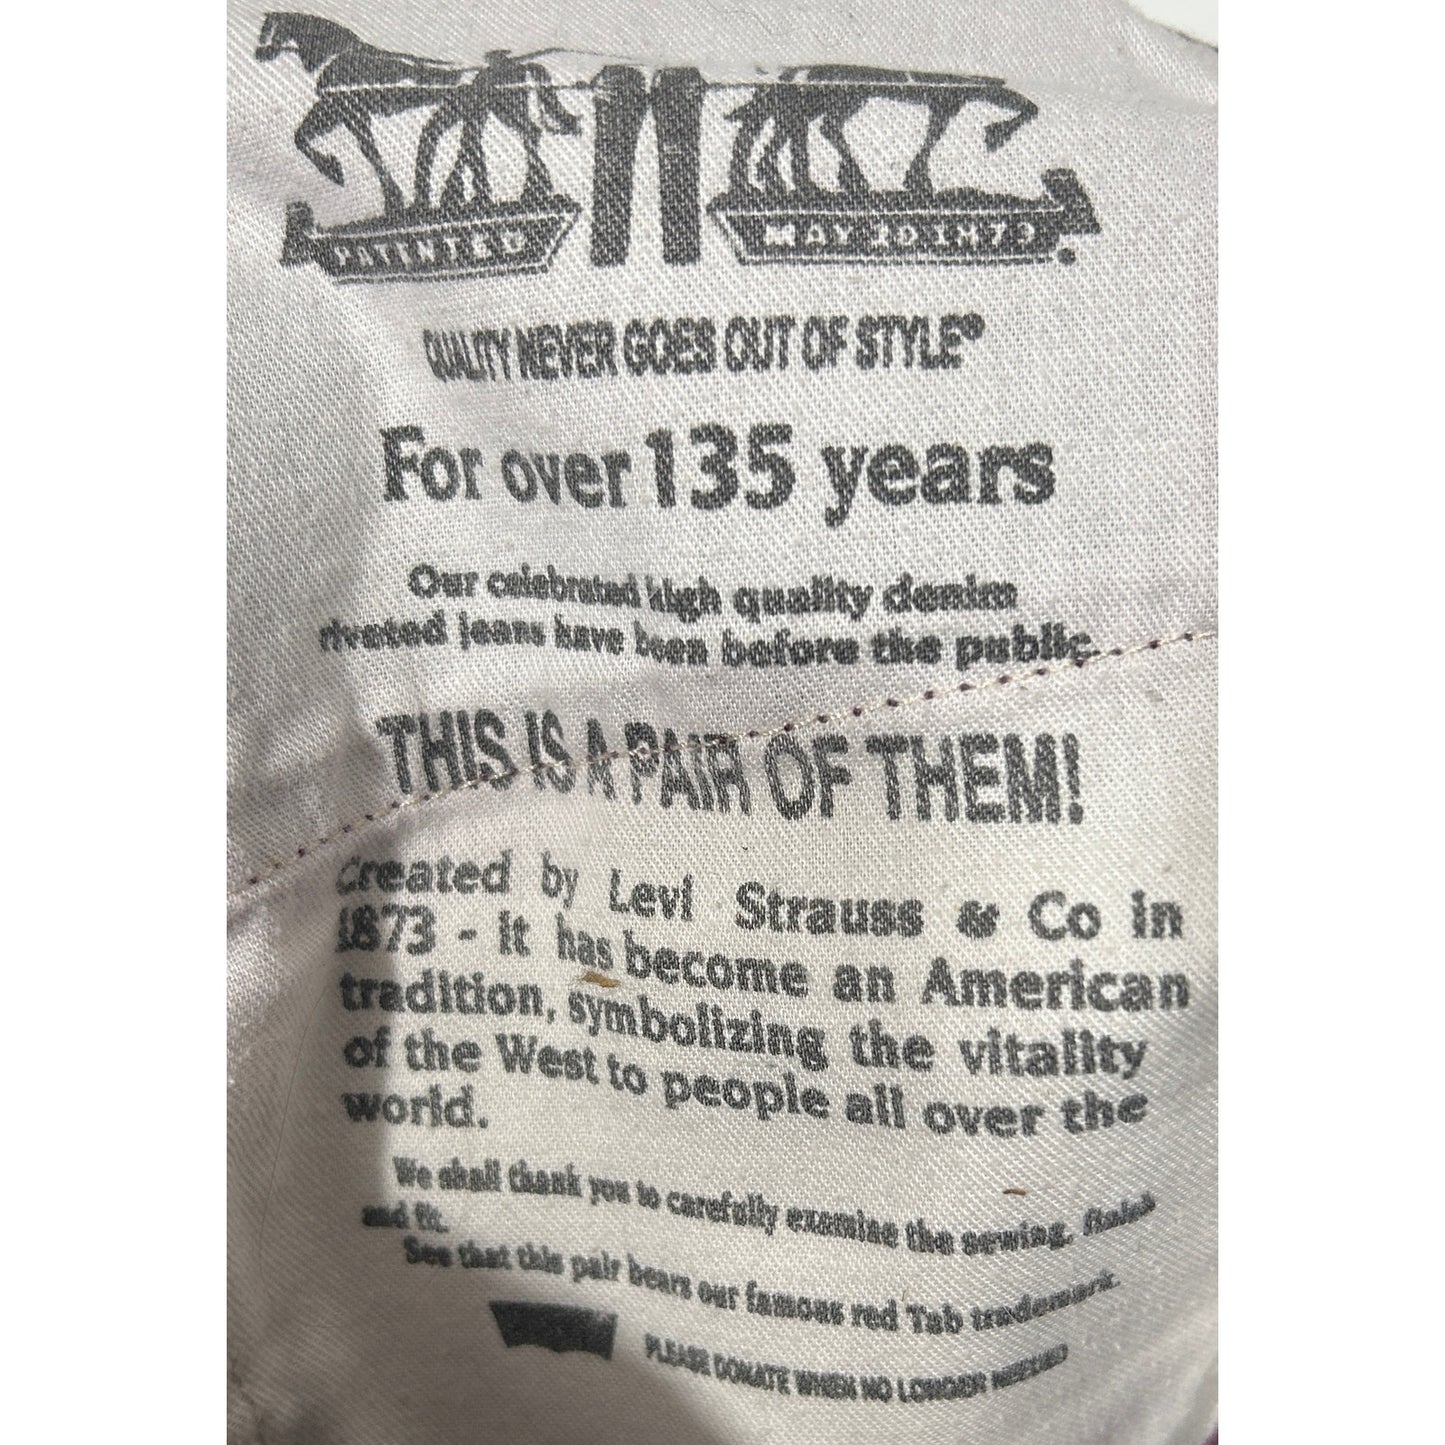 PATENTED MAY 20 1873
QUALITY NEVER GOES OUT OF STYLE®
For over 135 years
Our celebrated high quality denim
rivated jeans have been before the public.
THIS IS A PAIR OF THEM!
Created by Levi Strauss & Co in
1873 - it has become an American
tradition, symbolizing the vitality
of the West to people all over the
world.
We shall thank you to carefully examine the sewing, finish
and fit.
See that this pair bears our famous red Tab trademark.
PLEASE DONATE WHEN NO LONGER NEEDED